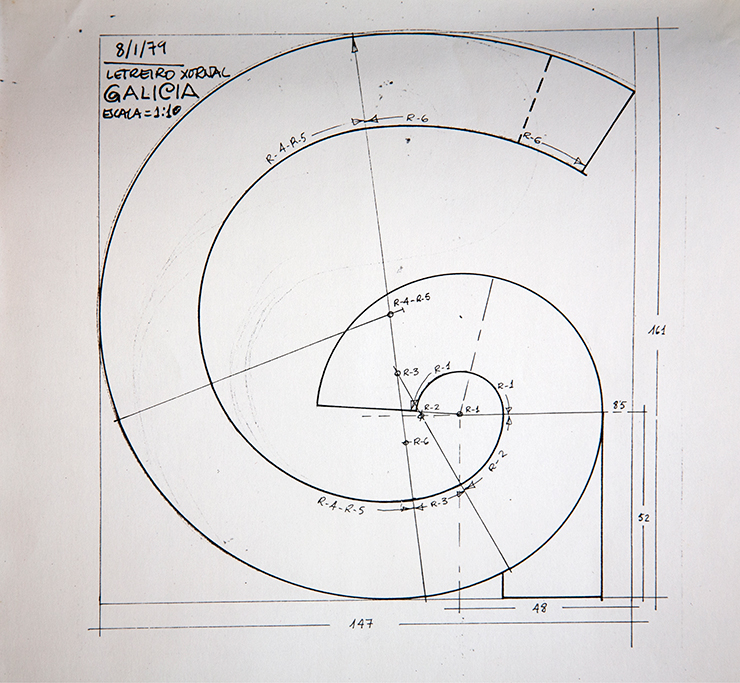 8/1/79
LETREIRO XORNAL
GALICIA
ESCALA=1:10
R-4-R-5
R-6
R-6
R-4-R-5
161
R-3
R-1
R-1
R-2
R-1
85
R-6
R-2
R-4-R-5
R-3
52
48
147